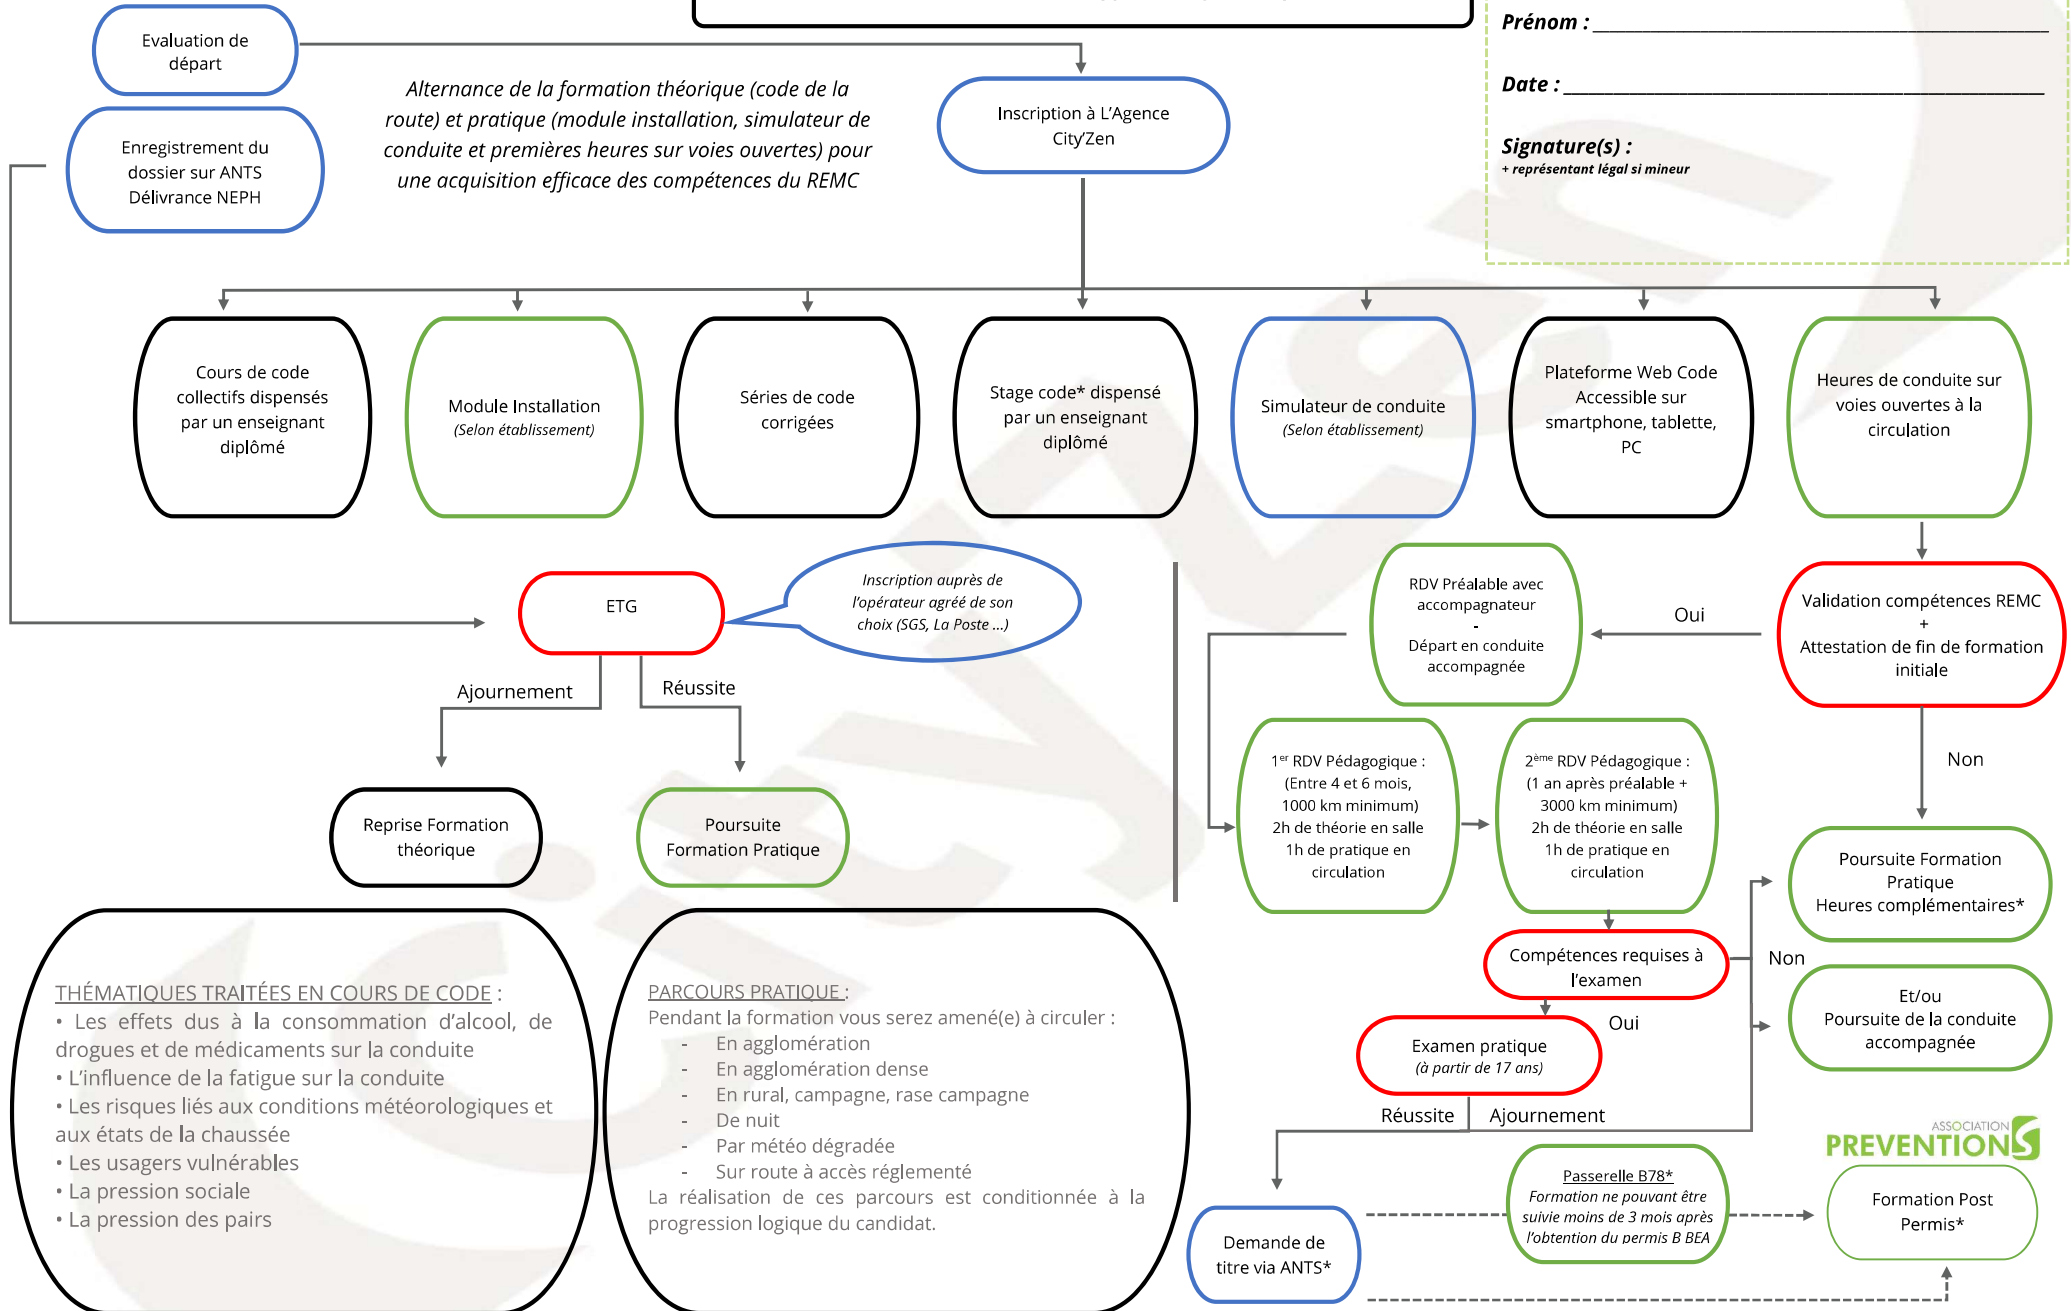 Prénom : ______________________________
Date : ______________________________
Signature(s) :
+ représentant légal si mineur
Evaluation de
départ
Enregistrement du
dossier sur ANTS
Délivrance NEPH
Alternance de la formation théorique (code de la
route) et pratique (module installation, simulateur de
conduite et premières heures sur voies ouvertes) pour
une acquisition efficace des compétences du REMC
Inscription à L'Agence
City'Zen
Cours de code
collectifs dispensés
par un enseignant
diplômé
Module Installation
(Selon établissement)
Séries de code
corrigées
Stage code* dispensé
par un enseignant
diplômé
Simulateur de conduite
(Selon établissement)
Plateforme Web Code
Accessible sur
smartphone, tablette,
PC
Heures de conduite sur
voies ouvertes à la
circulation
ETG
Inscription auprès de
l'opérateur agréé de son
choix (SGS, La Poste ...)
Ajournement
Réussite
Reprise Formation
théorique
Poursuite
Formation Pratique
RDV Préalable avec
accompagnateur
-
Départ en conduite
accompagnée
Oui
Validation compétences REMC
+
Attestation de fin de formation
initiale
Non
1er RDV Pédagogique :
(Entre 4 et 6 mois,
1000 km minimum)
2h de théorie en salle
1h de pratique en
circulation
2ème RDV Pédagogique :
(1 an après préalable +
3000 km minimum)
2h de théorie en salle
1h de pratique en
circulation
Poursuite Formation
Pratique
Heures complémentaires*
Compétences requises à
l'examen
Non
Et/ou
Poursuite de la conduite
accompagnée
Oui
Examen pratique
(à partir de 17 ans)
Réussite
Ajournement
THÉMATIQUES TRAITÉES EN COURS DE CODE :
• Les effets dus à la consommation d'alcool, de
drogues et de médicaments sur la conduite
• L'influence de la fatigue sur la conduite
• Les risques liés aux conditions météorologiques et
aux états de la chaussée
• Les usagers vulnérables
• La pression sociale
• La pression des pairs
PARCOURS PRATIQUE :
Pendant la formation vous serez amené(e) à circuler :
- En agglomération
- En agglomération dense
- En rural, campagne, rase campagne
- De nuit
- Par météo dégradée
- Sur route à accès réglementé
La réalisation de ces parcours est conditionnée à la
progression logique du candidat.
Demande de
titre via ANTS*
Passerelle B78*
Formation ne pouvant être
suivie moins de 3 mois après
l'obtention du permis B BEA
ASSOCIATION
PREVENTIONS
Formation Post
Permis*
City'Zen